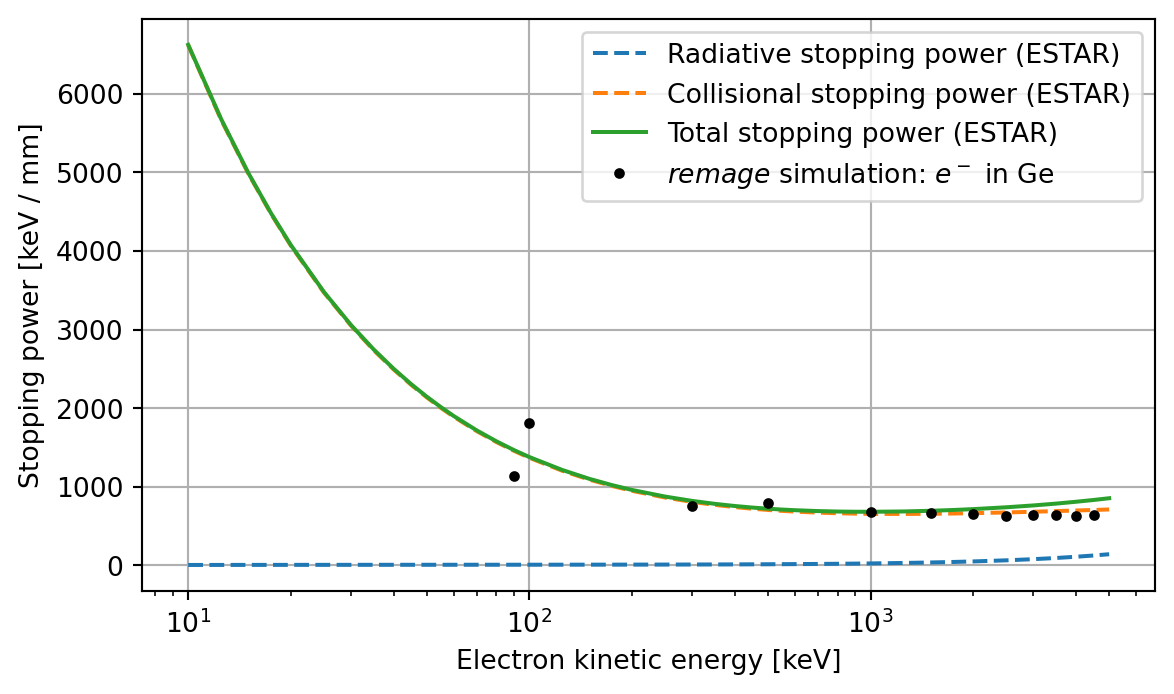 Radiative stopping power (ESTAR)
Collisional stopping power (ESTAR)
Total stopping power (ESTAR)
remage simulation: e⁻ in Ge
Stopping power [keV / mm]
6000
5000
4000
3000
2000
1000
0
10¹
10²
10³
Electron kinetic energy [keV]